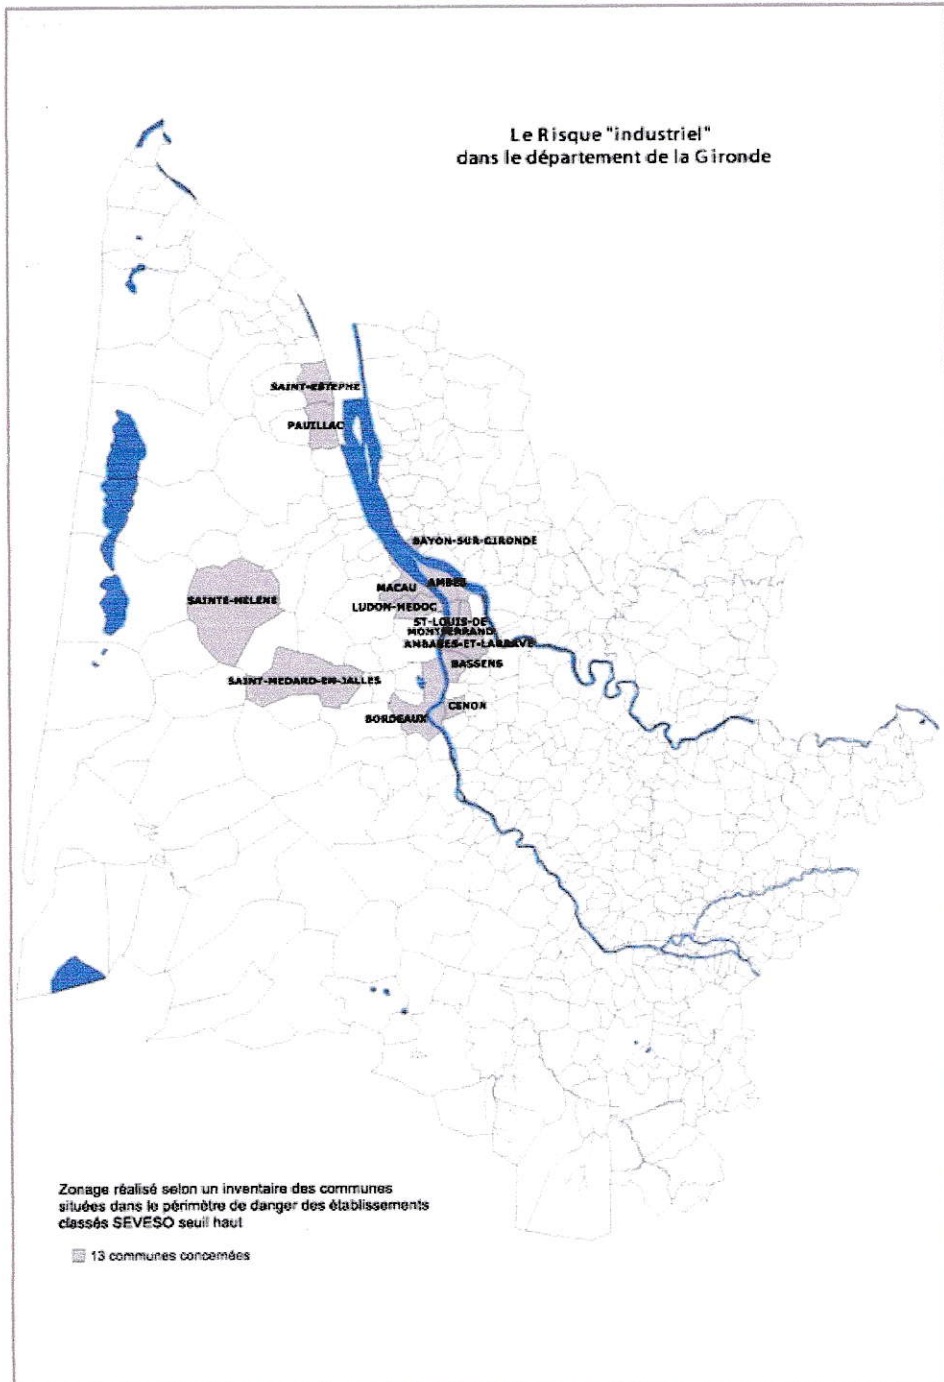 Le Risque "industriel"
dans le département de la Gironde
SAINT-ESTEPHE
PAUILLAC
BAYON-SUR-GIRONDE
MACAU
AMBES
SAINTE-HELENE
LUDON-MEDOC
ST-LOUIS-DE
MONTFERRAND
AMBARES-ET-LAGRAVE
BASSENS
SAINT-MEDARD-EN-JALLES
CENON
BORDEAUX
Zonage réalisé selon un inventaire des communes
situées dans le périmètre de danger des établissements
classés SEVESO seuil haut
13 communes concernées